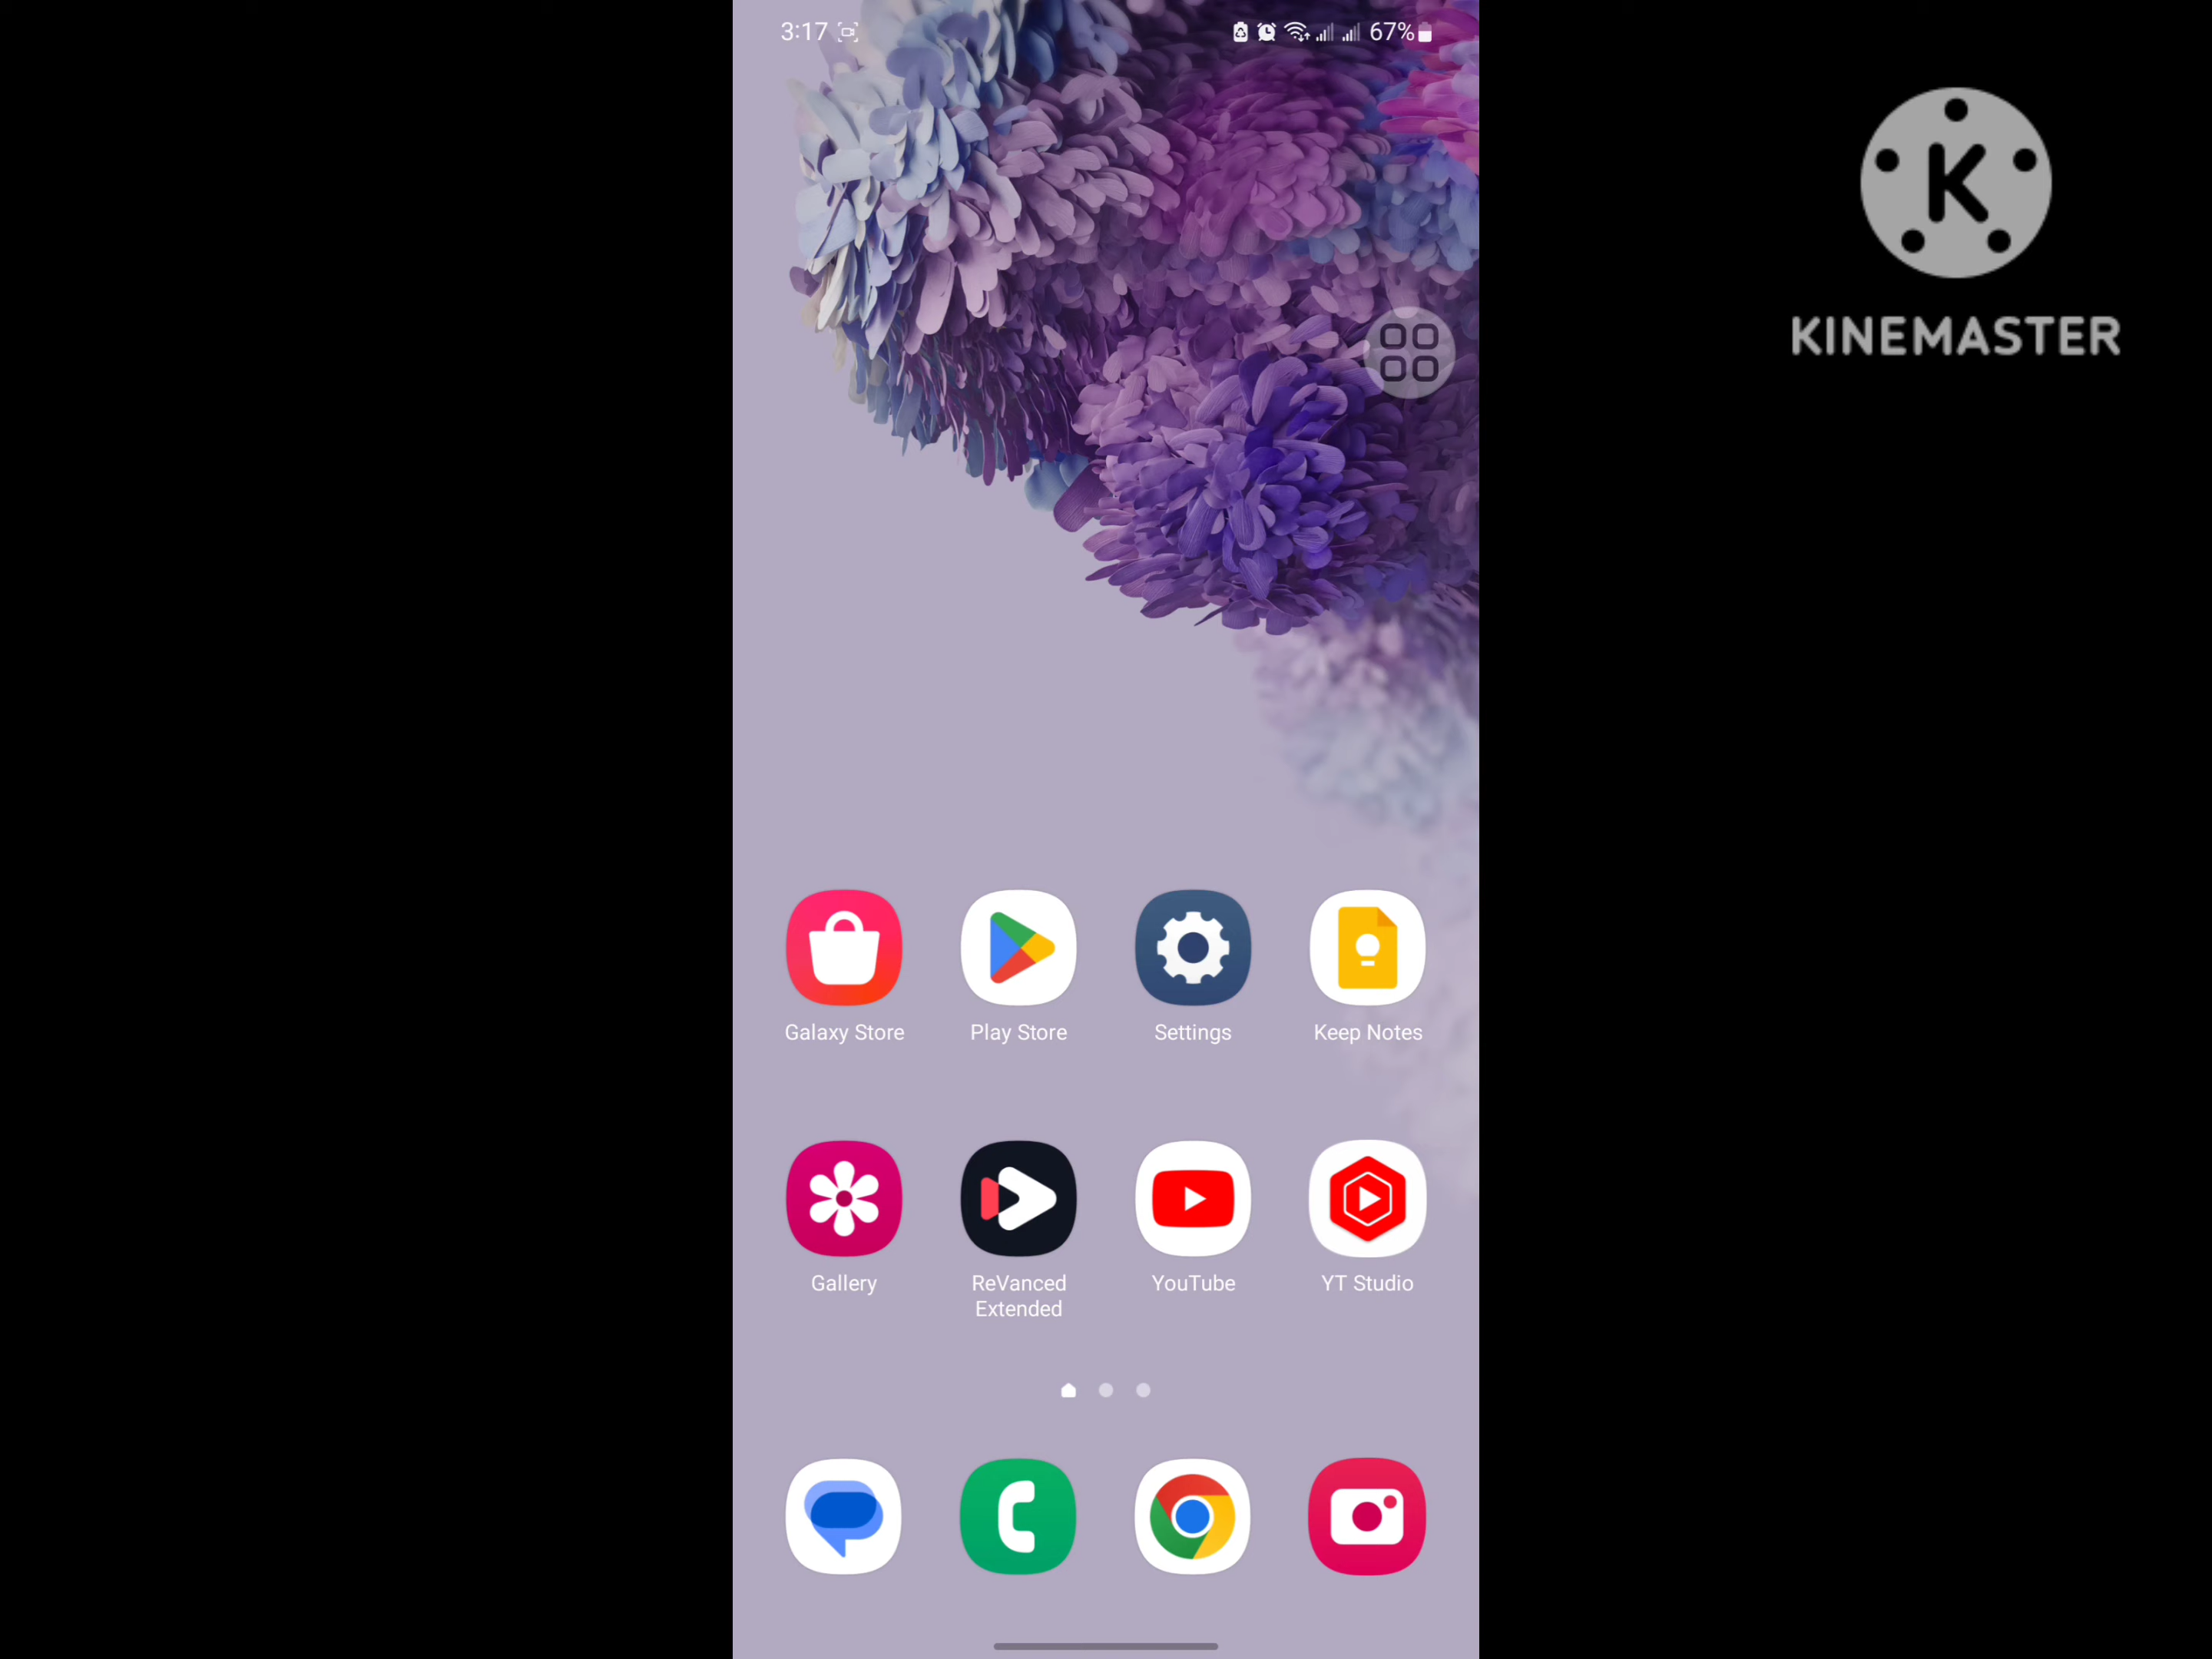 3:17
67%
KINEMASTER
Galaxy Store
Play Store
Settings
Keep Notes
Gallery
ReVanced
Extended
YouTube
YT Studio